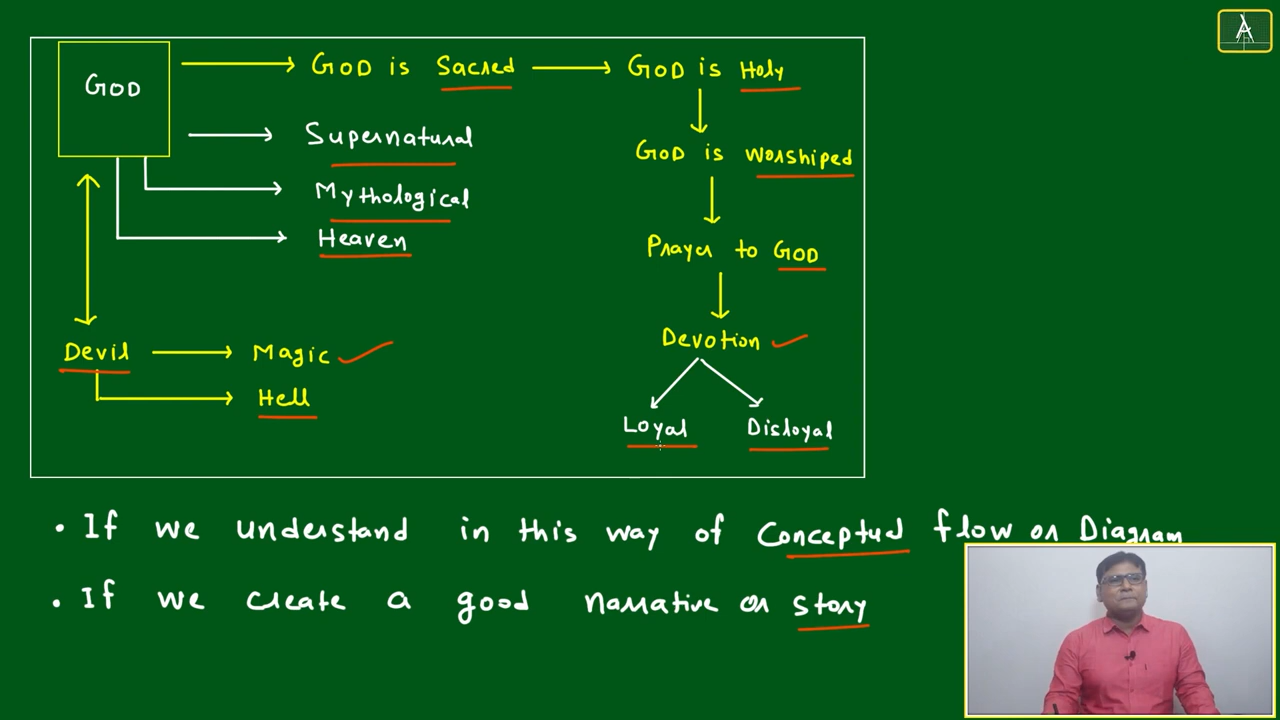 GOD
GOD is Sacred
GOD is Holy
Supernatural
GOD is Worshiped
Mythological
Heaven
Prayer to GOD
Devotion
Devil
Magic
Hell
Loyal
Disloyal
• If we understand in this way of Conceptual flow or Diagram
• If we create a good narrative or story
A